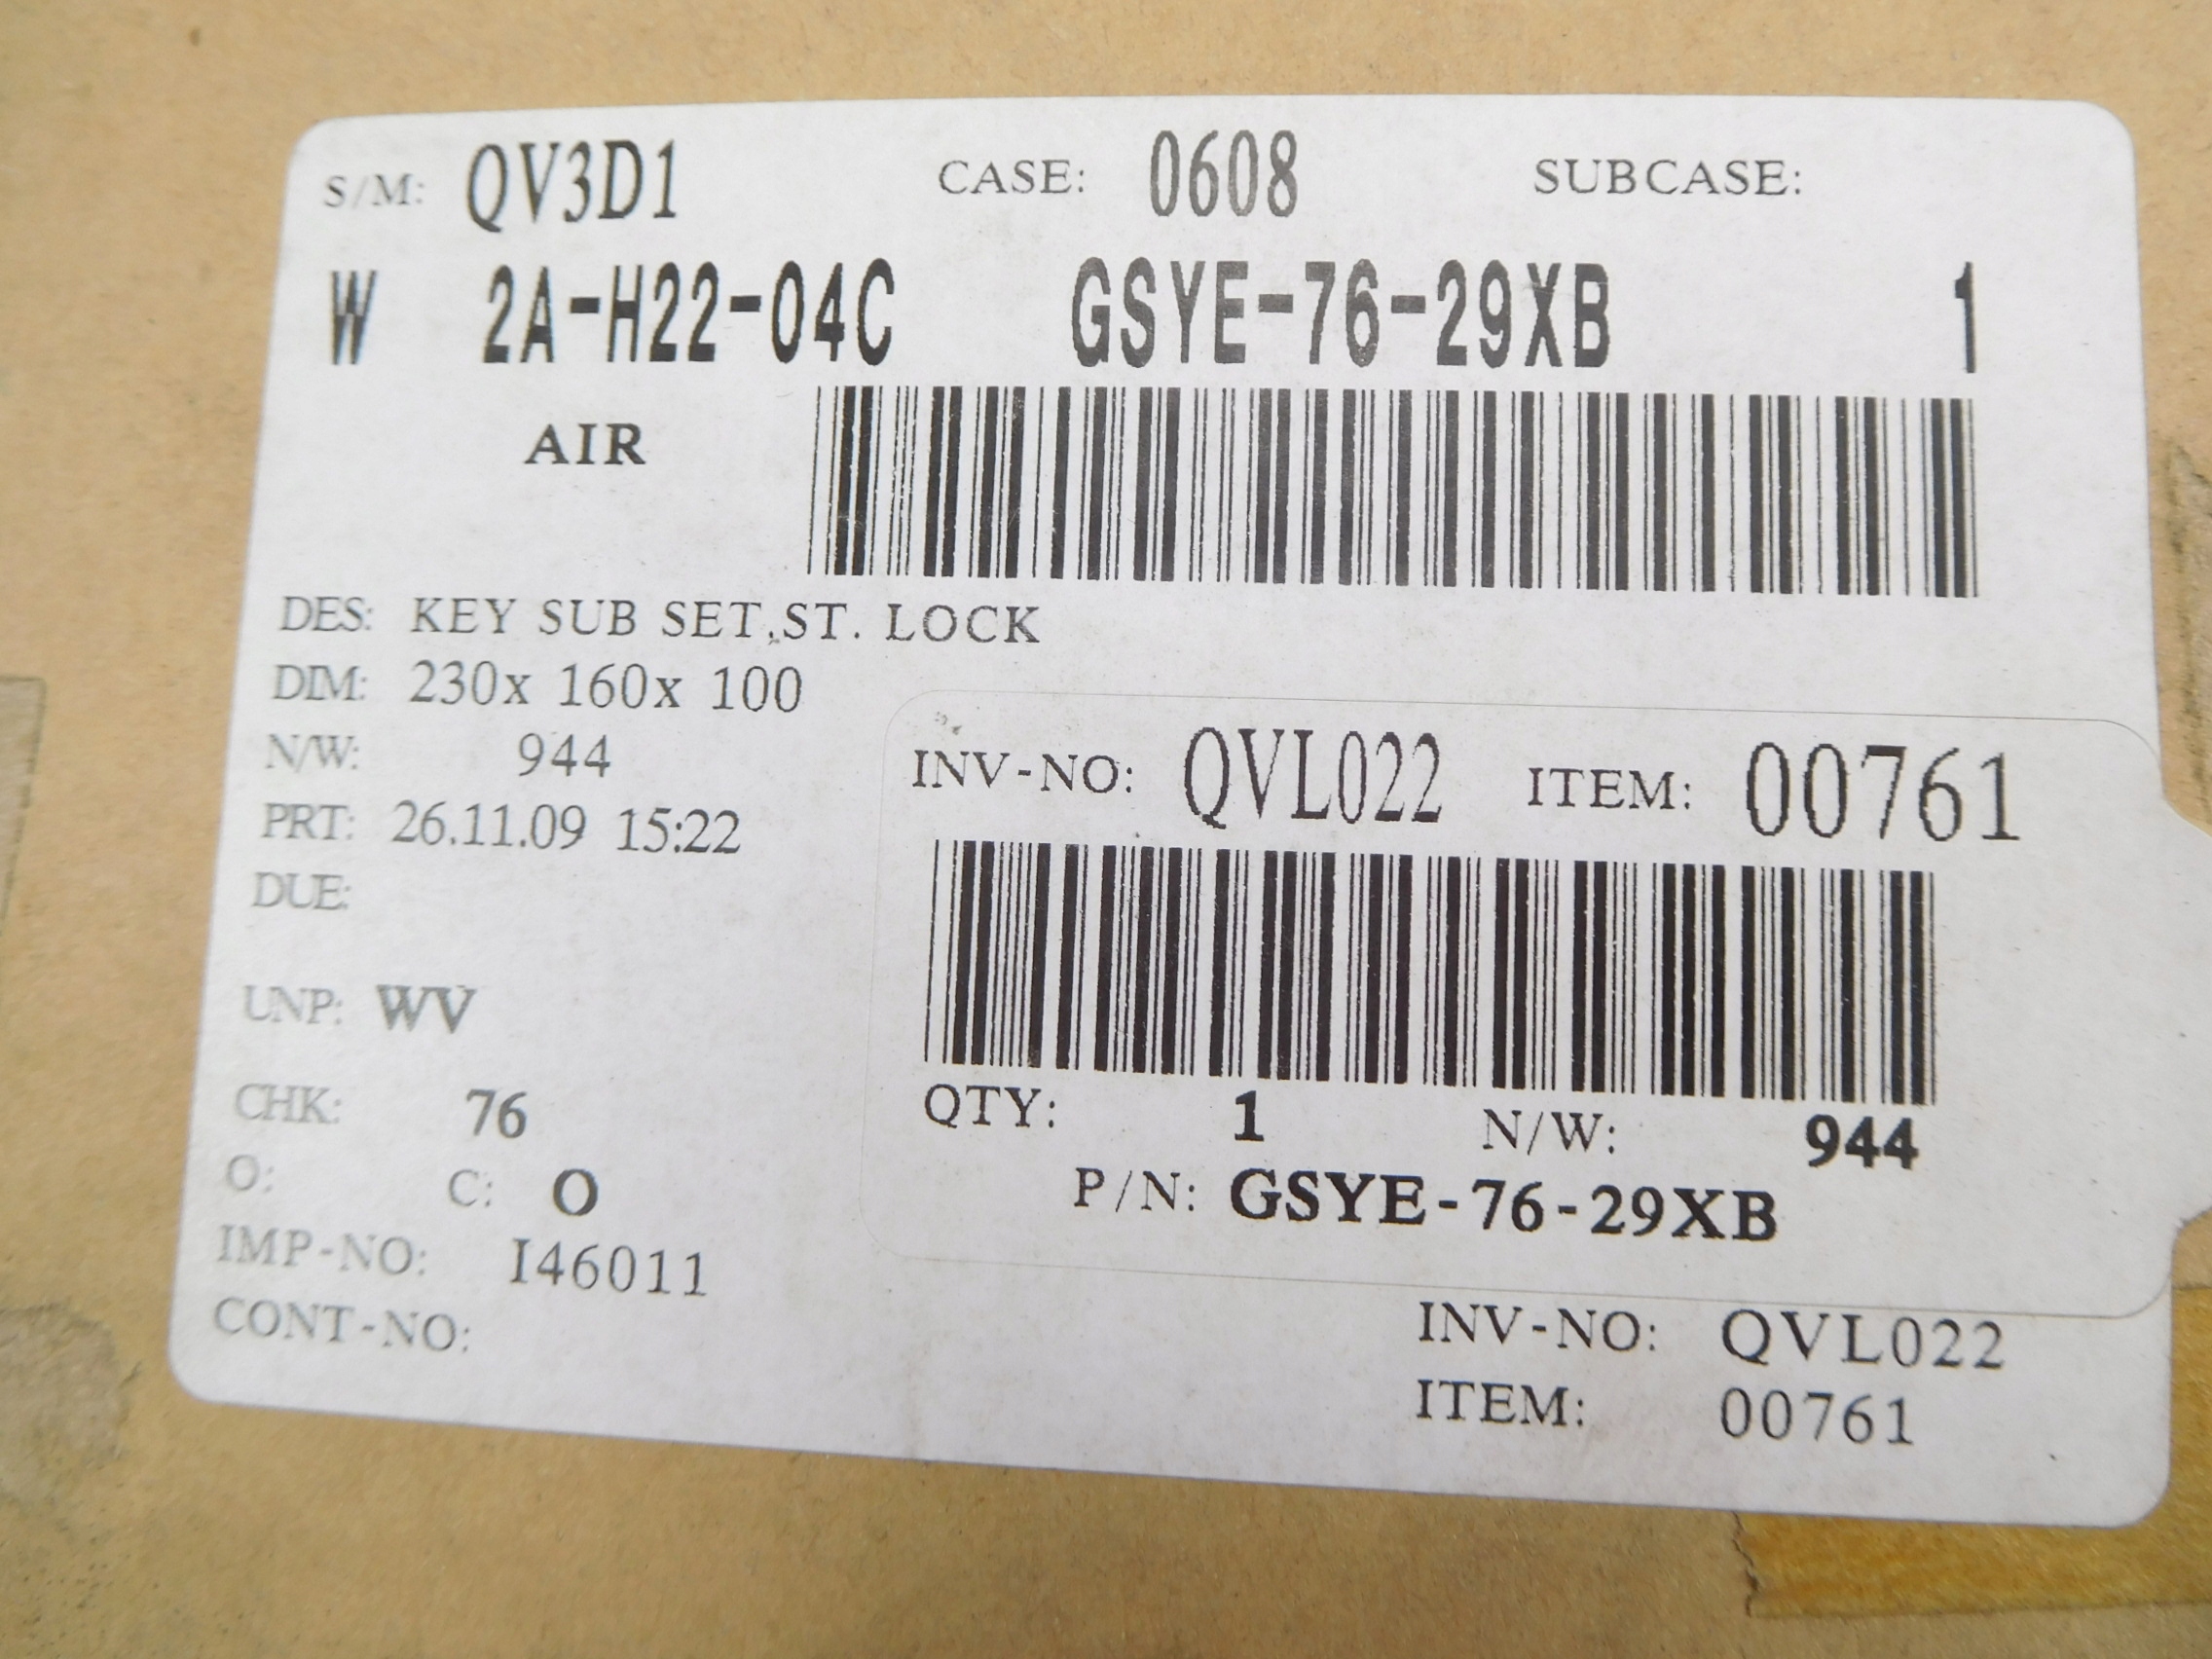 S/M: QV3D1 CASE: 0608 SUBCASE:
W 2A-H22-04C GSYE-76-29XB 1
AIR
DES: KEY SUB SET,ST. LOCK
DIM: 230x 160x 100
N/W: 944
PRT: 26.11.09 15:22
DUE:
UNP: WV
CHK: 76
O: C: O
IMP-NO: I46011
CONT-NO:
INV-NO: QVL022 ITEM: 00761
QTY: 1 N/W: 944
P/N: GSYE-76-29XB
INV-NO: QVL022
ITEM: 00761